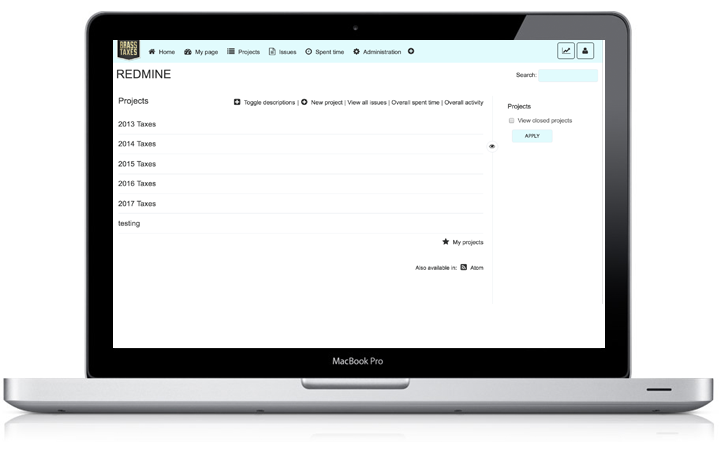 BRASS
TAXES
Home My page Projects Issues Spent time Administration
REDMINE
Search:
Projects
Toggle descriptions | New project | View all issues | Overall spent time | Overall activity
2013 Taxes
2014 Taxes
2015 Taxes
2016 Taxes
2017 Taxes
testing
My projects
Also available in: Atom
Projects
View closed projects
APPLY
MacBook Pro